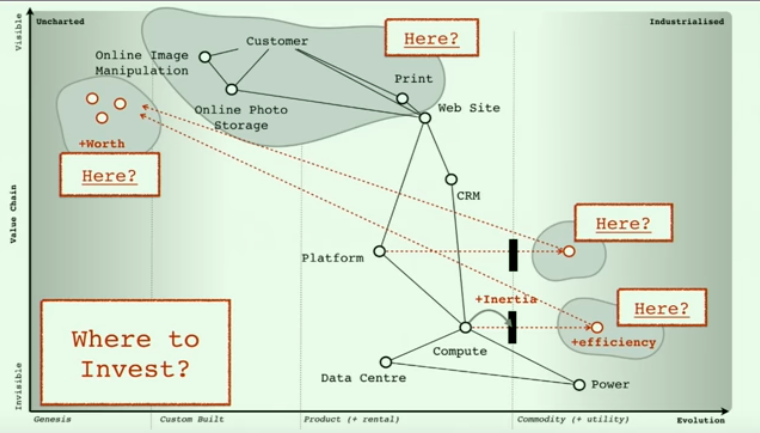 Visible
Uncharted
Industrialised
Customer
Here?
Online Image
Manipulation
Print
Online Photo
Storage
Web Site
+Worth
Here?
CRM
Value Chain
Here?
Platform
+Inertia
Here?
Where to
Invest?
+efficiency
Compute
Data Centre
Power
Invisible
Genesis
Custom Built
Product (+ rental)
Commodity (+ utility)
Evolution